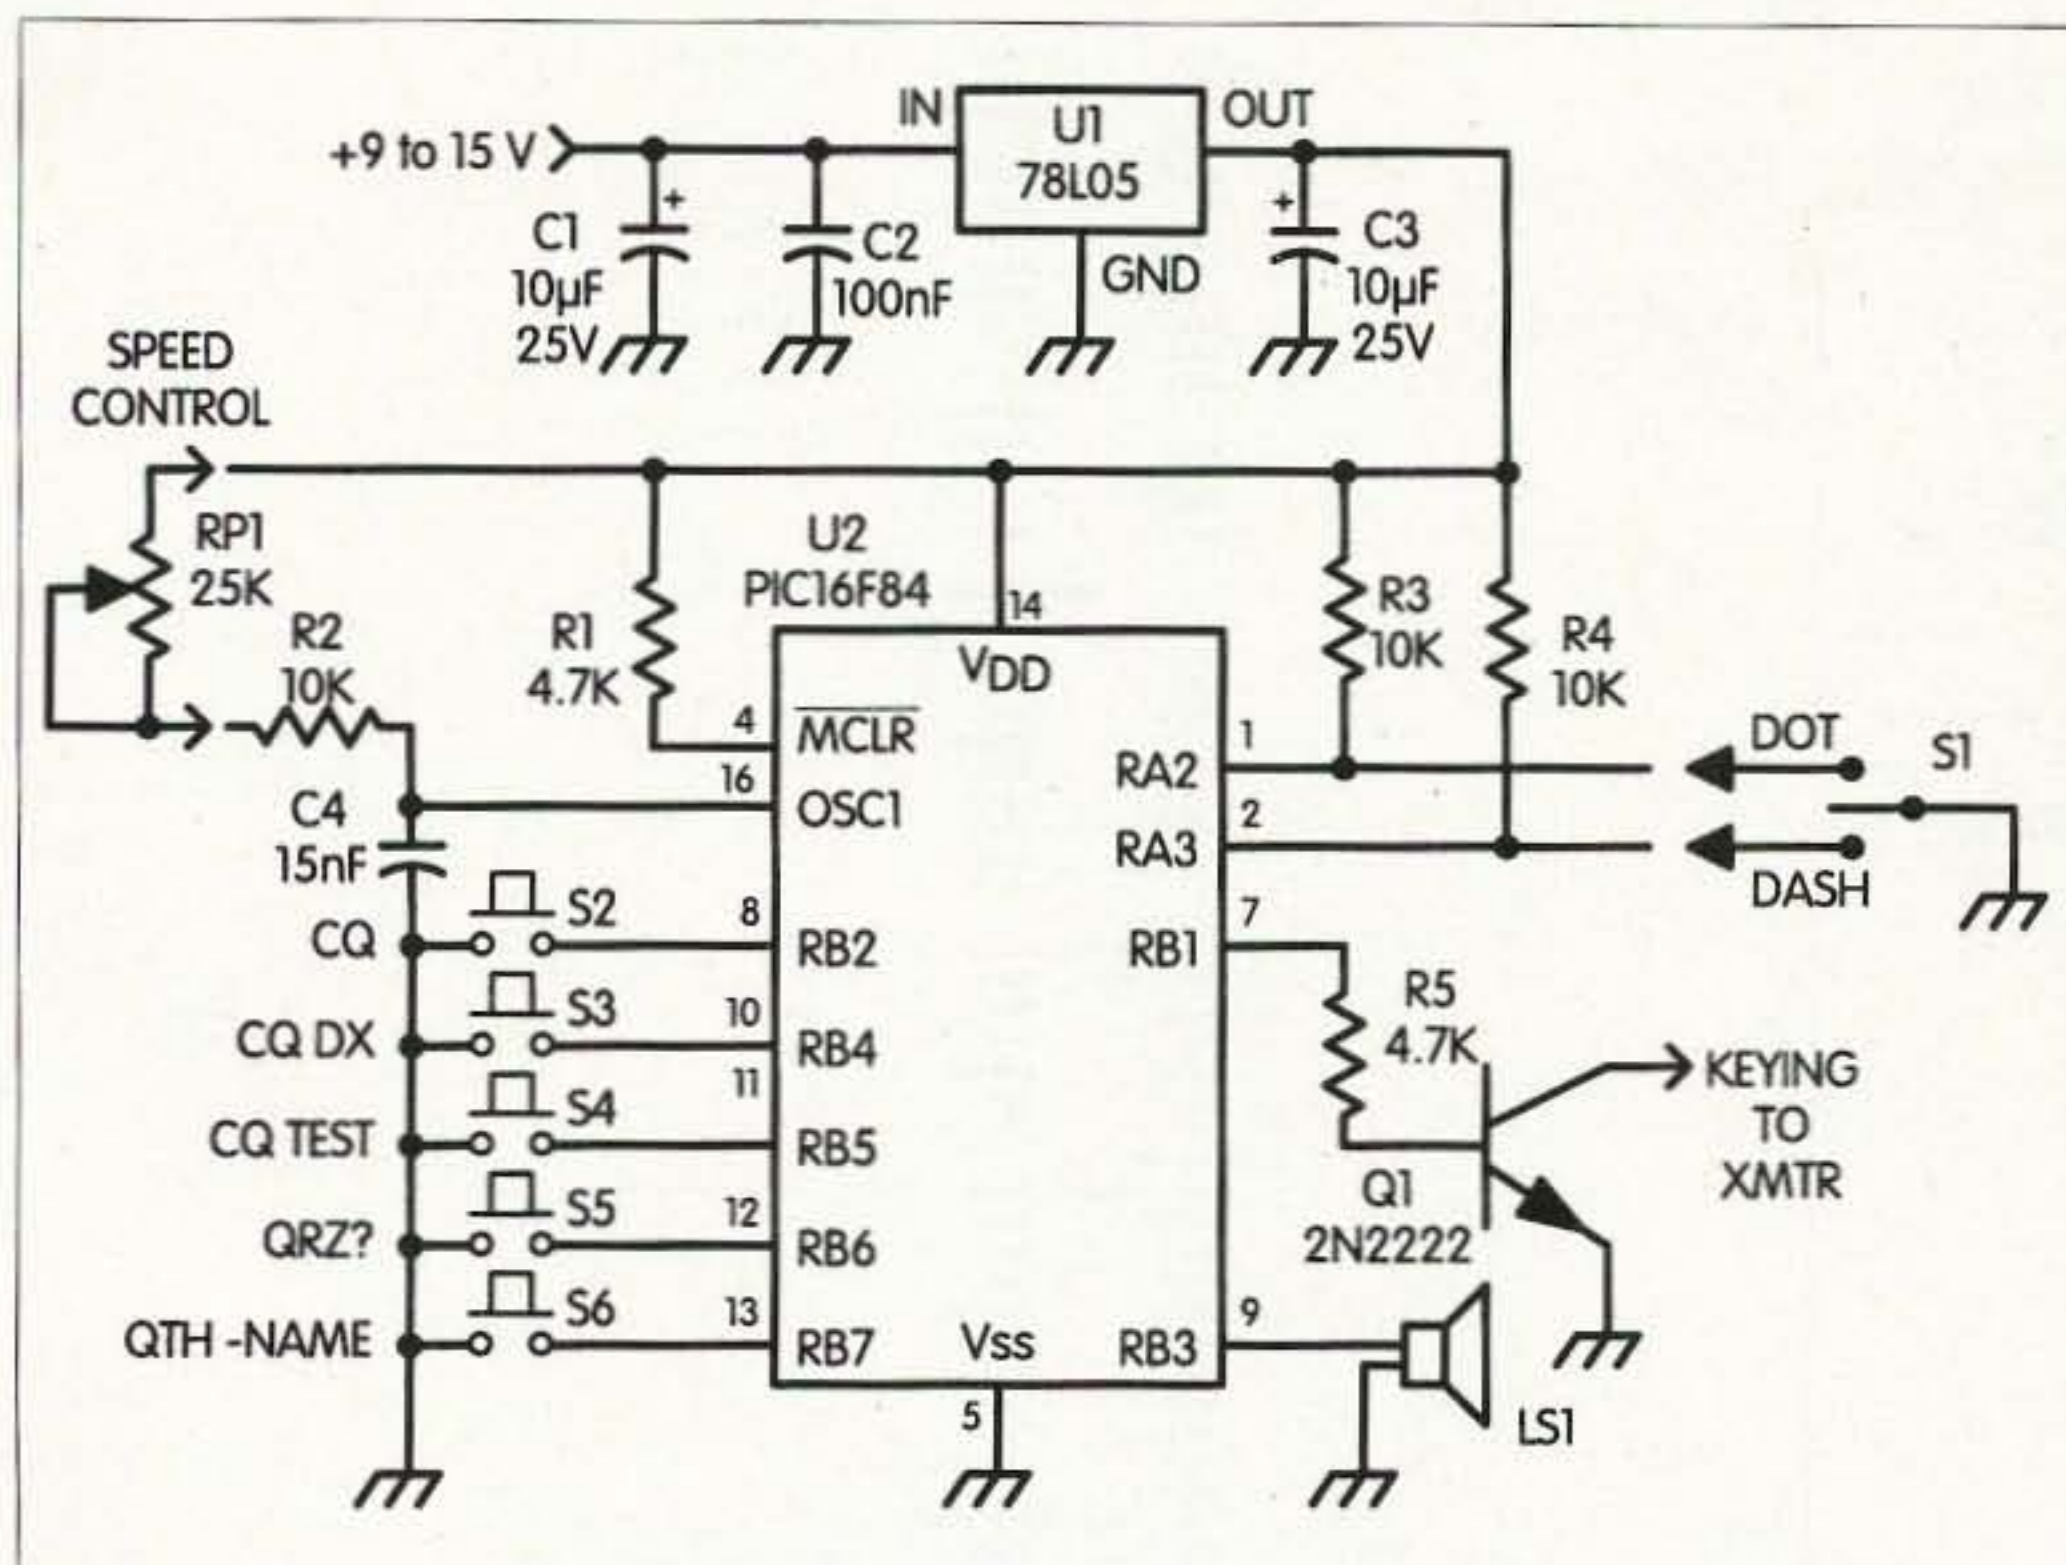 +9 to 15 V
IN
U1
78L05
OUT
GND
+
C1
10µF
25V
C2
100nF
+
C3
10µF
25V
SPEED
CONTROL
RP1
25K
R2
10K
R1
4.7K
U2
PIC16F84
14
VDD
R3
10K
R4
10K
4
MCLR
16
OSC1
C4
15nF
1
RA2
2
RA3
DOT
S1
DASH
CQ
S2
8
RB2
7
RB1
CQ DX
S3
10
RB4
R5
4.7K
CQ TEST
S4
11
RB5
KEYING
TO
XMTR
Q1
2N2222
QRZ?
S5
12
RB6
QTH -NAME
S6
13
RB7
Vss
5
RB3
9
LS1